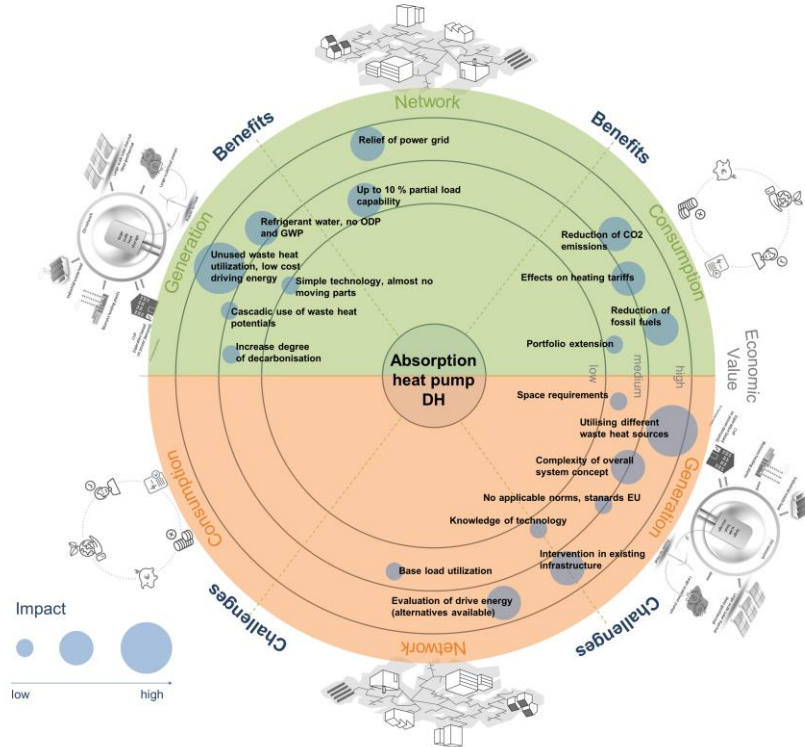 Network
Benefits
Benefits
Relief of power grid
Up to 10 % partial load
capability
Generation
Refrigerant water, no ODP
and GWP
Unused waste heat
utilization, low cost
driving energy
Simple technology, almost no
moving parts
Cascadic use of waste heat
potentials
Increase degree
of decarbonisation
Consumption
Reduction of CO2
emissions
Effects on heating tariffs
Reduction of
fossil fuels
Portfolio extension
Absorption
heat pump
DH
low
medium
high
Economic
Value
Space requirements
Utilising different
waste heat sources
Complexity of overall
system concept
No applicable norms, stanards EU
Knowledge of technology
Intervention in existing
infrastructure
Generation
Consumption
Base load utilization
Evaluation of drive energy
(alternatives available)
Challenges
Challenges
Network
Impact
low
high